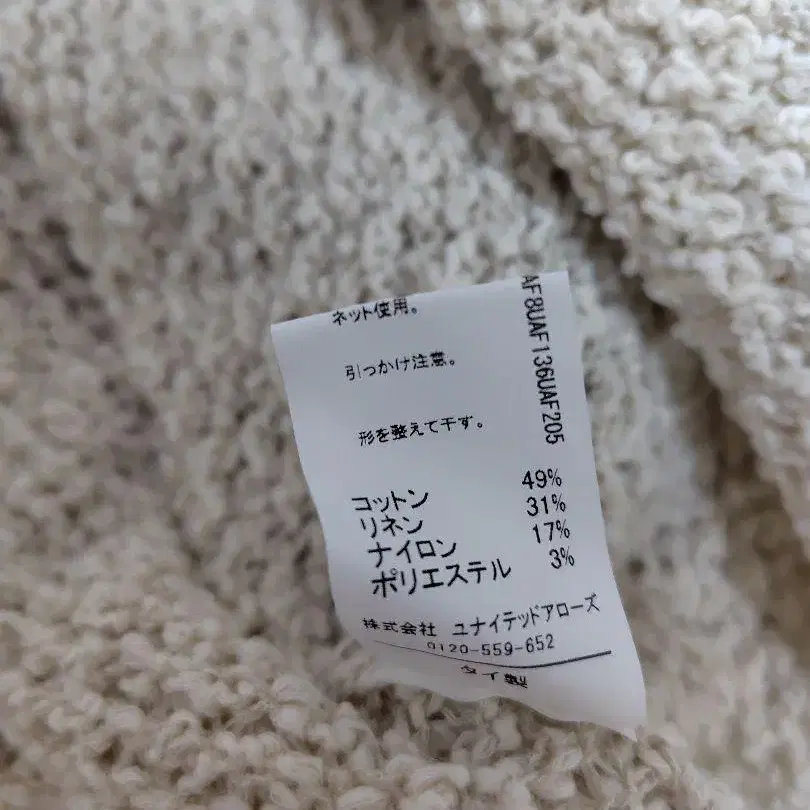 ネット使用。
引っかけ注意。
形を整えて干す。
AF8UAF136UAF205
コットン 49%
リネン 31%
ナイロン 17%
ポリエステル 3%
株式会社 ユナイテッドアローズ
0120-559-652
タイ製